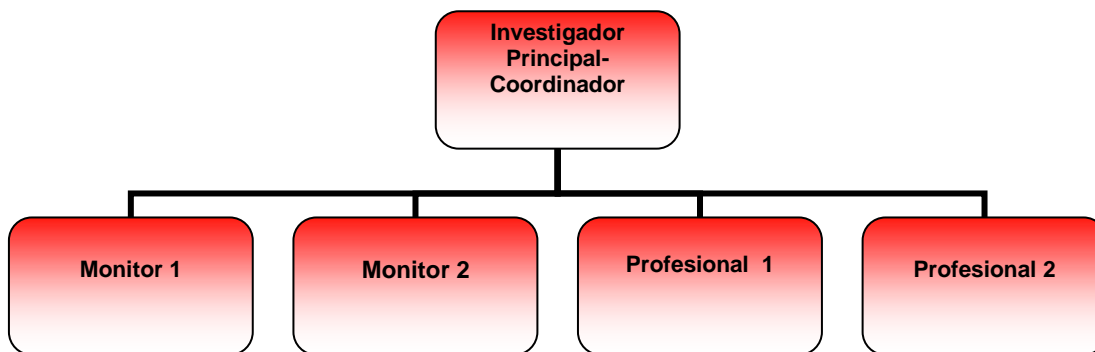 Investigador
Principal-
Coordinador
Monitor 1
Monitor 2
Profesional  1
Profesional 2